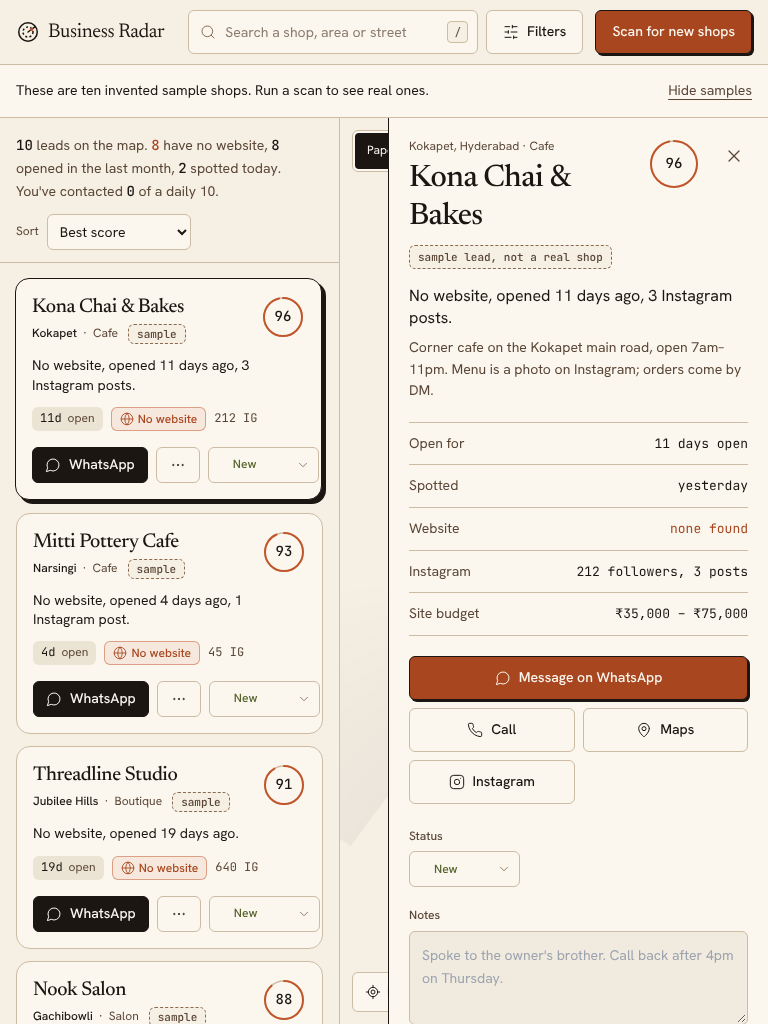 Business Radar
Search a shop, area or street
/
Filters
Scan for new shops
These are ten invented sample shops. Run a scan to see real ones.
Hide samples
10 leads on the map. 8 have no website, 8
opened in the last month, 2 spotted today.
You've contacted 0 of a daily 10.
Sort
Best score
Kona Chai & Bakes
96
Kokapet · Cafe
sample
No website, opened 11 days ago, 3
Instagram posts.
11d open
No website
212 IG
WhatsApp
···
New
Mitti Pottery Cafe
93
Narsingi · Cafe
sample
No website, opened 4 days ago, 1
Instagram post.
4d open
No website
45 IG
WhatsApp
···
New
Threadline Studio
91
Jubilee Hills · Boutique
sample
No website, opened 19 days ago.
19d open
No website
640 IG
WhatsApp
···
New
Nook Salon
88
Gachibowli · Salon
sample
Pap
Kokapet, Hyderabad · Cafe
Kona Chai &
Bakes
96
sample lead, not a real shop
No website, opened 11 days ago, 3 Instagram
posts.
Corner cafe on the Kokapet main road, open 7am–
11pm. Menu is a photo on Instagram; orders come by
DM.
Open for
11 days open
Spotted
yesterday
Website
none found
Instagram
212 followers, 3 posts
Site budget
₹35,000 – ₹75,000
Message on WhatsApp
Call
Maps
Instagram
Status
New
Notes
Spoke to the owner's brother. Call back after 4pm
on Thursday.